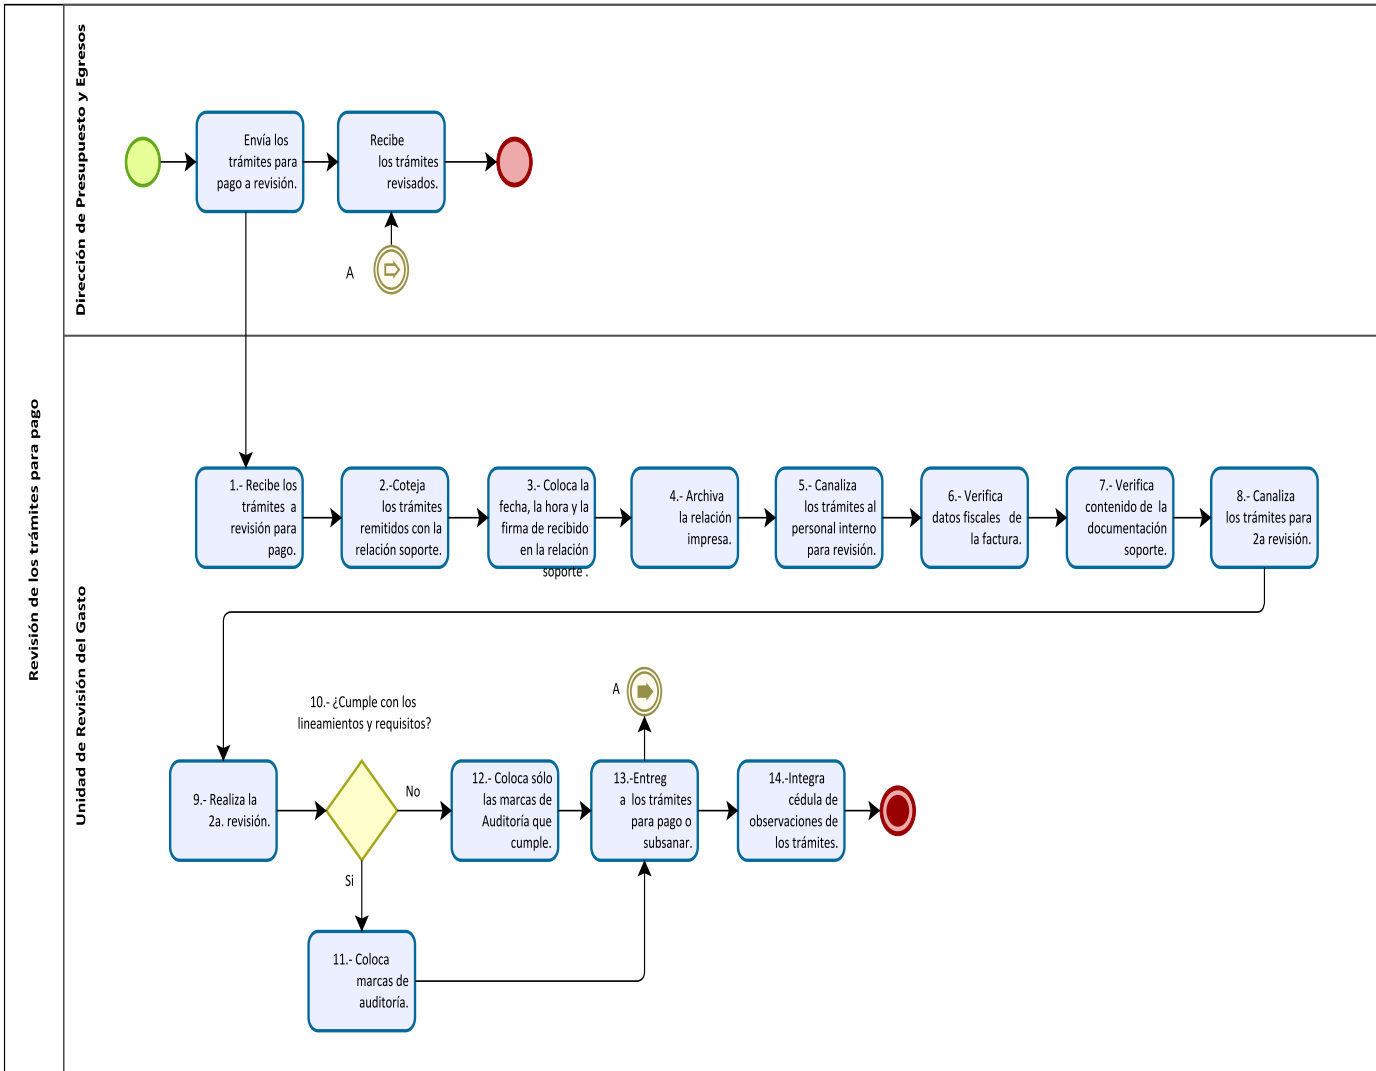 Revisión de los trámites para pago
Dirección de Presupuesto y Egresos
Envía los
trámites para
pago a revisión.
Recibe
los trámites
revisados.
A
Unidad de Revisión del Gasto
1.- Recibe los
trámites a
revisión para
pago.
2.-Coteja
los trámites
remitidos con la
relación soporte.
3.- Coloca la
fecha, la hora y la
firma de recibido
en la relación
soporte .
4.- Archiva
la relación
impresa.
5.- Canaliza
los trámites al
personal interno
para revisión.
6.- Verifica
datos fiscales de
la factura.
7.- Verifica
contenido de la
documentación
soporte.
8.- Canaliza
los trámites para
2a revisión.
9.- Realiza la
2a. revisión.
10.- ¿Cumple con los
lineamientos y requisitos?
No
Si
11.- Coloca
marcas de
auditoría.
12.- Coloca sólo
las marcas de
Auditoría que
cumple.
A
13.-Entreg
a los trámites
para pago o
subsanar.
14.-Integra
cédula de
observaciones de
los trámites.